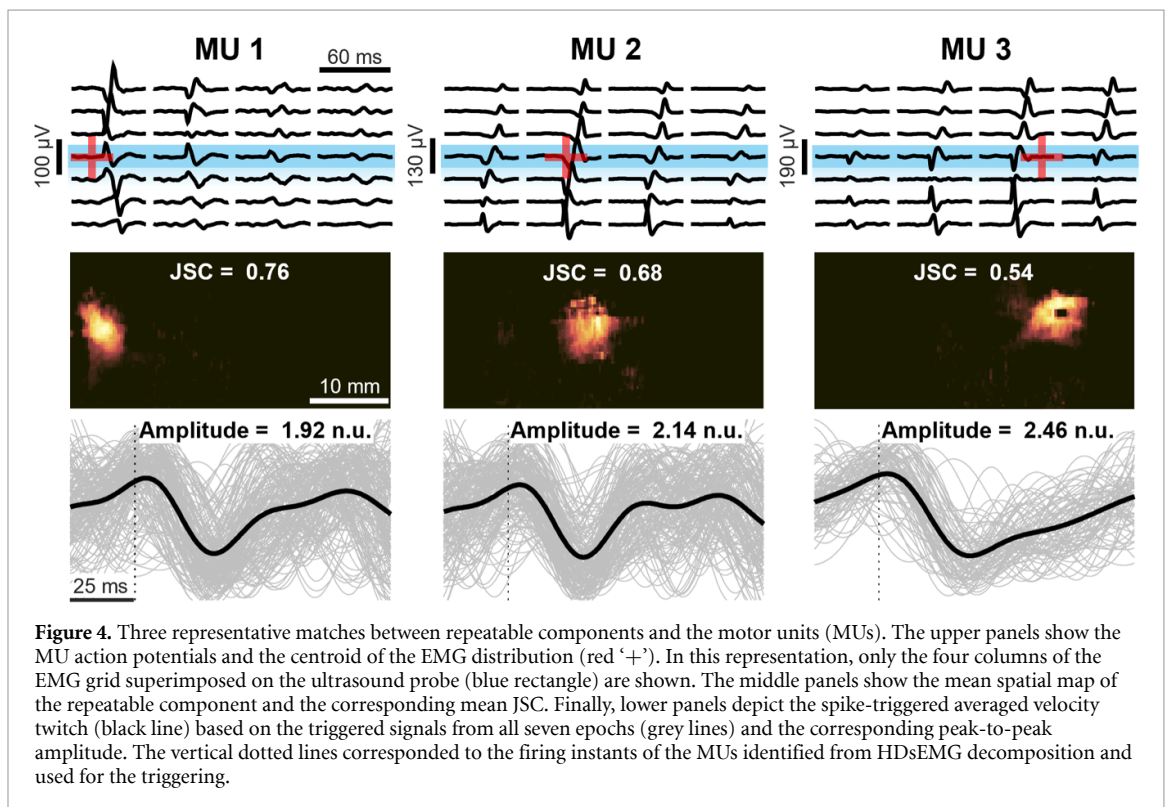 MU 1
MU 2
MU 3
60 ms
100 µV
130 µV
190 µV
JSC = 0.76
JSC = 0.68
JSC = 0.54
10 mm
Amplitude = 1.92 n.u.
Amplitude = 2.14 n.u.
Amplitude = 2.46 n.u.
25 ms
Figure 4. Three representative matches between repeatable components and the motor units (MUs). The upper panels show the
MU action potentials and the centroid of the EMG distribution (red ‘+’). In this representation, only the four columns of the
EMG grid superimposed on the ultrasound probe (blue rectangle) are shown. The middle panels show the mean spatial map of
the repeatable component and the corresponding mean JSC. Finally, lower panels depict the spike-triggered averaged velocity
twitch (black line) based on the triggered signals from all seven epochs (grey lines) and the corresponding peak-to-peak
amplitude. The vertical dotted lines corresponded to the firing instants of the MUs identified from HDsEMG decomposition and
used for the triggering.